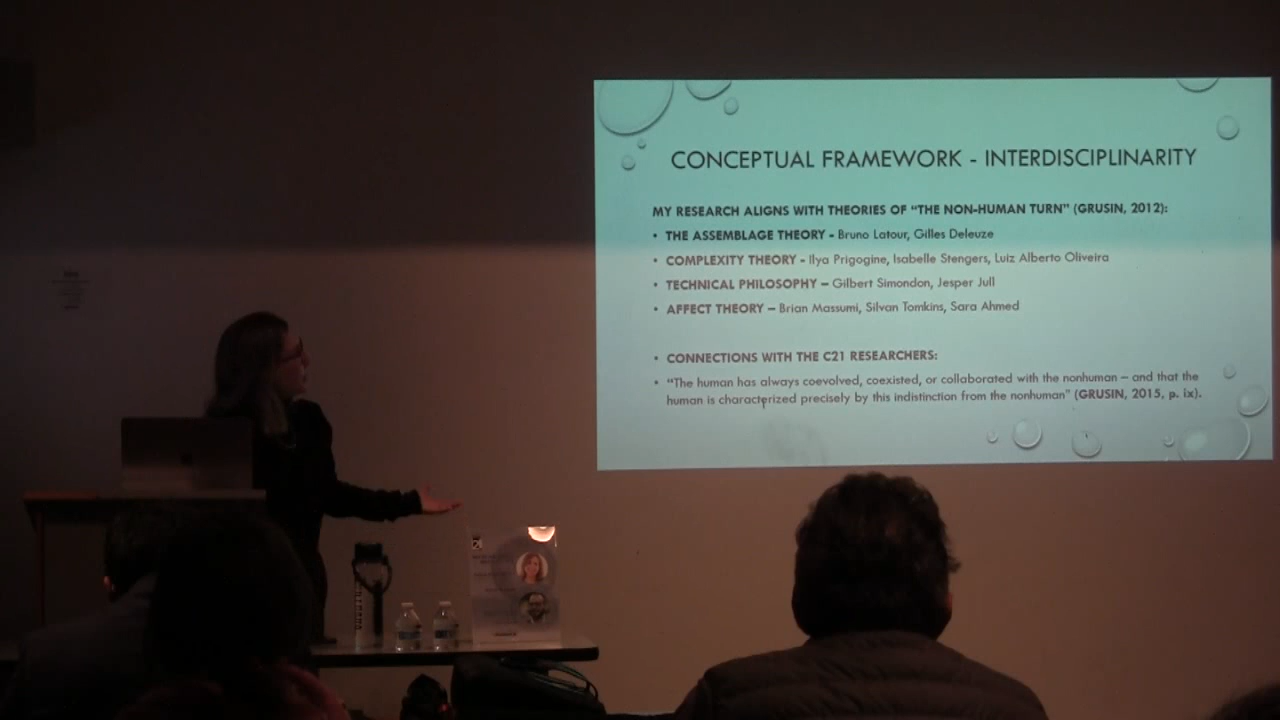 CONCEPTUAL FRAMEWORK - INTERDISCIPLINARITY
MY RESEARCH ALIGNS WITH THEORIES OF “THE NON-HUMAN TURN” (GRUSIN, 2012):
• THE ASSEMBLAGE THEORY - Bruno Latour, Gilles Deleuze
• COMPLEXITY THEORY - Ilya Prigogine, Isabelle Stengers, Luiz Alberto Oliveira
• TECHNICAL PHILOSOPHY – Gilbert Simondon, Jesper Jull
• AFFECT THEORY – Brian Massumi, Silvan Tomkins, Sara Ahmed
• CONNECTIONS WITH THE C21 RESEARCHERS:
• “The human has always coevolved, coexisted, or collaborated with the nonhuman – and that the
human is characterized precisely by this indistinction from the nonhuman” (GRUSIN, 2015, p. ix).